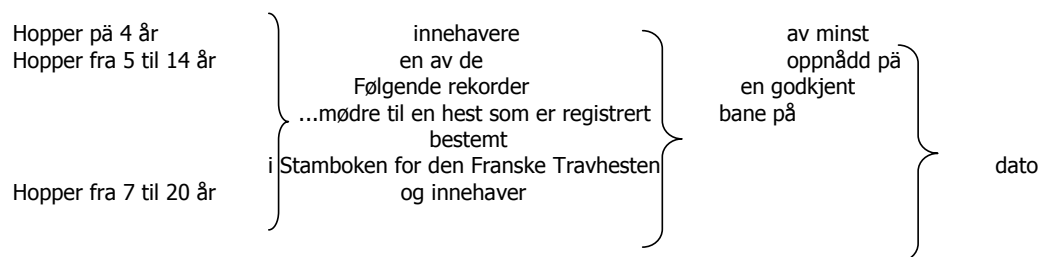 Hopper pä 4 år innehavere av minst
Hopper fra 5 til 14 år en av de oppnådd pä
Følgende rekorder en godkjent
...mødre til en hest som er registrert bane på
bestemt
i Stamboken for den Franske Travhesten dato
Hopper fra 7 til 20 år og innehaver